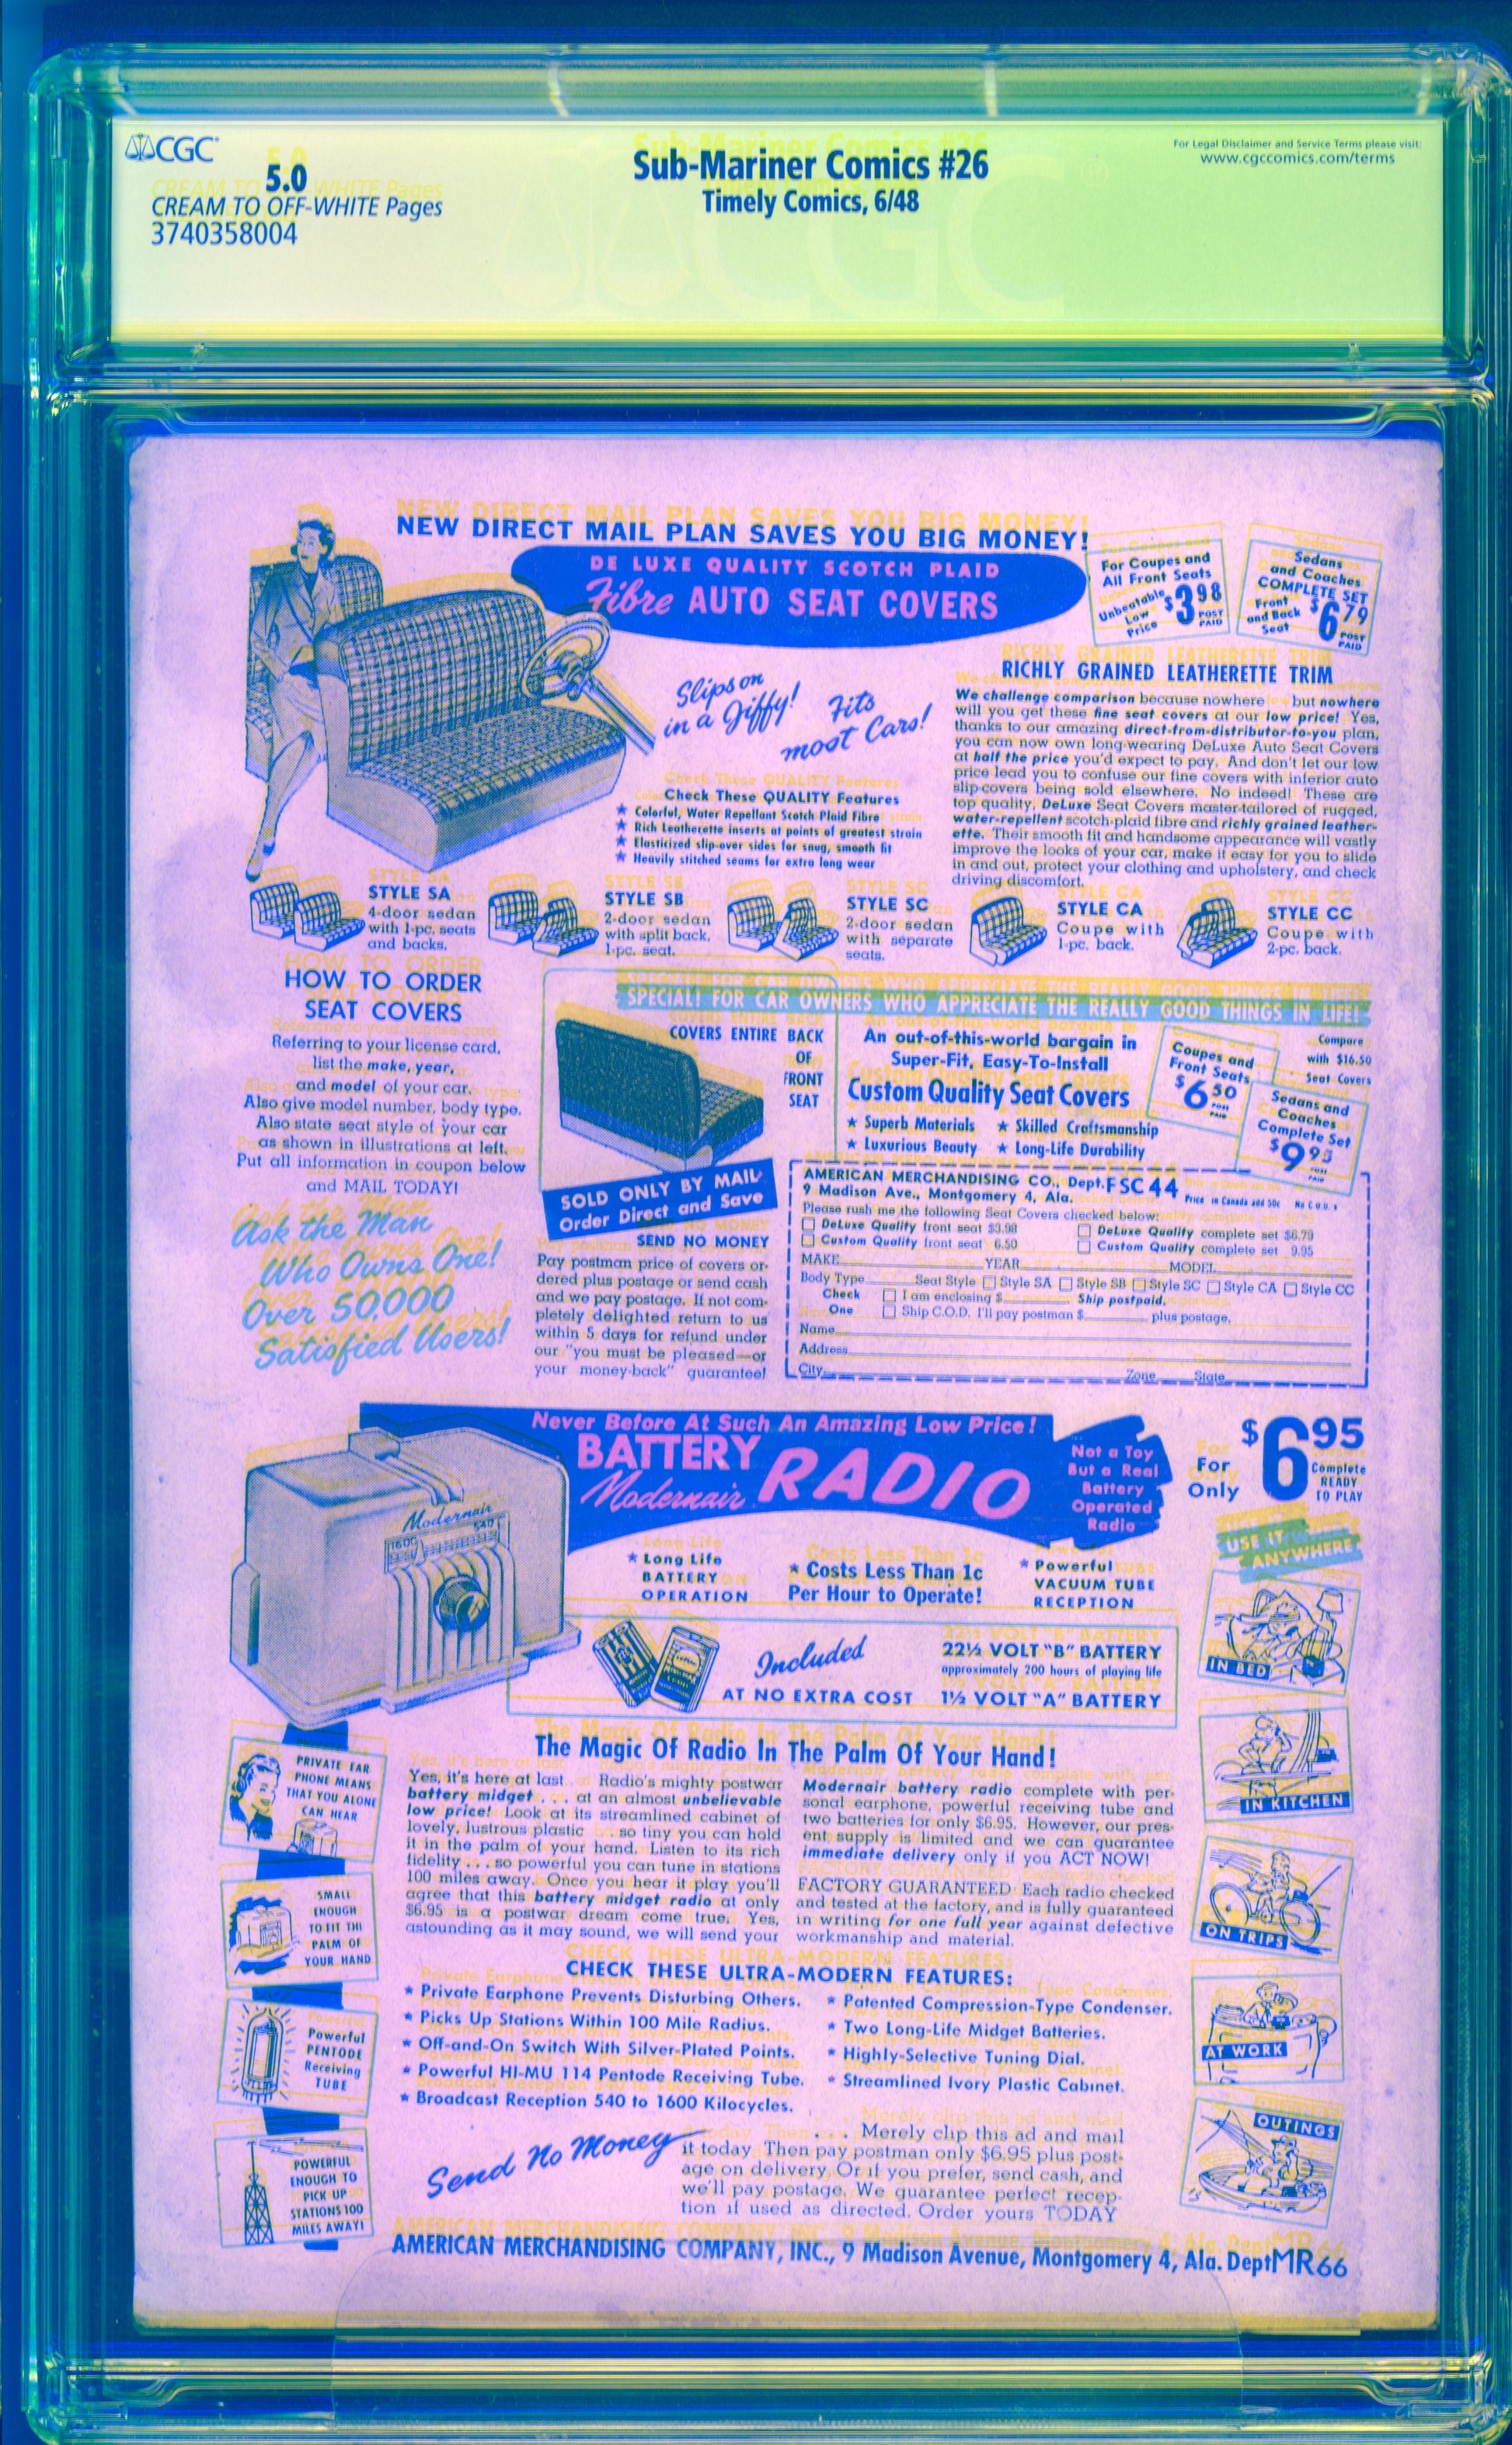 CGC
5.0
CREAM TO OFF-WHITE Pages
3740358004
Sub-Mariner Comics #26
Timely Comics, 6/48
For Legal Disclaimer and Service Terms please visit:
www.cgccomics.com/terms
NEW DIRECT MAIL PLAN SAVES YOU BIG MONEY!
DE LUXE QUALITY SCOTCH PLAID
Fibre AUTO SEAT COVERS
For Coupes and
All Front Seats
Unbeatable
Low
Price
$3.98
POST
PAID
Sedans
and Coaches
COMPLETE SET
Front
and Back
Seat
$6.79
POST
PAID
Slips on
in a Jiffy!
Fits
most Cars!
RICHLY GRAINED LEATHERETTE TRIM
We challenge comparison because nowhere but nowhere
will you get these fine seat covers at our low price! Yes,
thanks to our amazing direct-from-distributor-to-you plan,
you can now own long-wearing DeLuxe Auto Seat Covers
at half the price you'd expect to pay. And don't let our low
price lead you to confuse our fine covers with inferior auto
slip-covers being sold elsewhere. No indeed! These are
top quality, DeLuxe Seat Covers master-tailored of rugged,
water-repellent scotch-plaid fibre and richly grained leather-
ette. Their smooth fit and handsome appearance will vastly
improve the looks of your car, make it easy for you to slide
in and out, protect your clothing and upholstery, and check
driving discomfort.
Check These QUALITY Features
★ Colorful, Water Repellant Scotch Plaid Fibre
★ Rich Leatherette inserts at points of greatest strain
★ Elasticized slip-over sides for snug, smooth fit
★ Heavily stitched seams for extra long wear
STYLE SA
4-door sedan
with 1-pc. seats
and backs.
STYLE SB
2-door sedan
with split back,
1-pc. seat.
STYLE SC
2-door sedan
with separate
seats.
STYLE CA
Coupe with
1-pc. back.
STYLE CC
Coupe with
2-pc. back.
HOW TO ORDER
SEAT COVERS
Referring to your license card,
list the make, year,
and model of your car.
Also give model number, body type.
Also state seat style of your car
as shown in illustrations at left.
Put all information in coupon below
and MAIL TODAY!
Ask the Man
Who Owns One!
Over 50,000
Satisfied Users!
SPECIAL! FOR CAR OWNERS WHO APPRECIATE THE REALLY GOOD THINGS IN LIFE!
COVERS ENTIRE BACK
OF
FRONT
SEAT
An out-of-this-world bargain in
Super-Fit, Easy-To-Install
Custom Quality Seat Covers
★ Superb Materials ★ Skilled Craftsmanship
★ Luxurious Beauty ★ Long-Life Durability
Coupes and
Front Seats
$6.50
POST
PAID
Compare
with $16.50
Seat Covers
Sedans and
Coaches
Complete Set
$9.95
POST
PAID
SOLD ONLY BY MAIL
Order Direct and Save
SEND NO MONEY
Pay postman price of covers or-
dered plus postage or send cash
and we pay postage. If not com-
pletely delighted return to us
within 5 days for refund under
our "you must be pleased—or
your money-back" guarantee!
AMERICAN MERCHANDISING CO., Dept. FSC 44
9 Madison Ave., Montgomery 4, Ala.
Price in Canada add 50c No C.O.D.s
Please rush me the following Seat Covers checked below:
DeLuxe Quality front seat $3.98
DeLuxe Quality complete set $6.79
Custom Quality front seat 6.50
Custom Quality complete set 9.95
MAKE YEAR MODEL
Body Type Seat Style Style SA Style SB Style SC Style CA Style CC
Check I am enclosing $ Ship postpaid.
One Ship C.O.D. I'll pay postman $ plus postage.
Name
Address
City Zone State
Never Before At Such An Amazing Low Price!
BATTERY
Modernair RADIO
Not a Toy
But a Real
Battery
Operated
Radio
For
Only
$6.95
Complete
READY
TO PLAY
Modernair
1600 540
★ Long Life
BATTERY
OPERATION
★ Costs Less Than 1c
Per Hour to Operate!
★ Powerful
VACUUM TUBE
RECEPTION
USE IT
ANYWHERE
Included
AT NO EXTRA COST
22½ VOLT "B" BATTERY
approximately 200 hours of playing life
1½ VOLT "A" BATTERY
IN BED
IN KITCHEN
ON TRIPS
AT WORK
OUTINGS
PRIVATE EAR
PHONE MEANS
THAT YOU ALONE
CAN HEAR
SMALL
ENOUGH
TO FIT THE
PALM OF
YOUR HAND
Powerful
PENTODE
Receiving
TUBE
POWERFUL
ENOUGH TO
PICK UP
STATIONS 100
MILES AWAY!
The Magic Of Radio In The Palm Of Your Hand!
Yes, it's here at last . . Radio's mighty postwar
battery midget . . . at an almost unbelievable
low price! Look at its streamlined cabinet of
lovely, lustrous plastic . . . so tiny you can hold
it in the palm of your hand. Listen to its rich
fidelity . . . so powerful you can tune in stations
100 miles away. Once you hear it play you'll
agree that this battery midget radio at only
$6.95 is a postwar dream come true. Yes,
astounding as it may sound, we will send your
Modernair battery radio complete with per-
sonal earphone, powerful receiving tube and
two batteries for only $6.95. However, our pres-
ent supply is limited and we can guarantee
immediate delivery only if you ACT NOW!
FACTORY GUARANTEED: Each radio checked
and tested at the factory, and is fully guaranteed
in writing for one full year against defective
workmanship and material.
CHECK THESE ULTRA-MODERN FEATURES:
★ Private Earphone Prevents Disturbing Others.
★ Picks Up Stations Within 100 Mile Radius.
★ Off-and-On Switch With Silver-Plated Points.
★ Powerful HI-MU 114 Pentode Receiving Tube.
★ Broadcast Reception 540 to 1600 Kilocycles.
★ Patented Compression-Type Condenser.
★ Two Long-Life Midget Batteries.
★ Highly-Selective Tuning Dial.
★ Streamlined Ivory Plastic Cabinet.
Send No Money
. . . Merely clip this ad and mail
it today Then pay postman only $6.95 plus post-
age on delivery. Or if you prefer, send cash, and
we'll pay postage. We guarantee perfect recep-
tion if used as directed. Order yours TODAY
AMERICAN MERCHANDISING COMPANY, INC., 9 Madison Avenue, Montgomery 4, Ala. Dept MR66